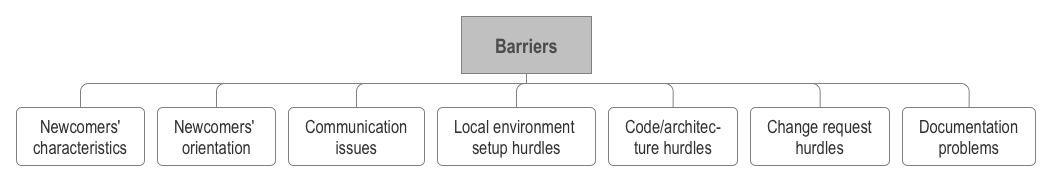 Barriers
Newcomers'
characteristics
Newcomers'
orientation
Communication
issues
Local environment
setup hurdles
Code/architec-
ture hurdles
Change request
hurdles
Documentation
problems